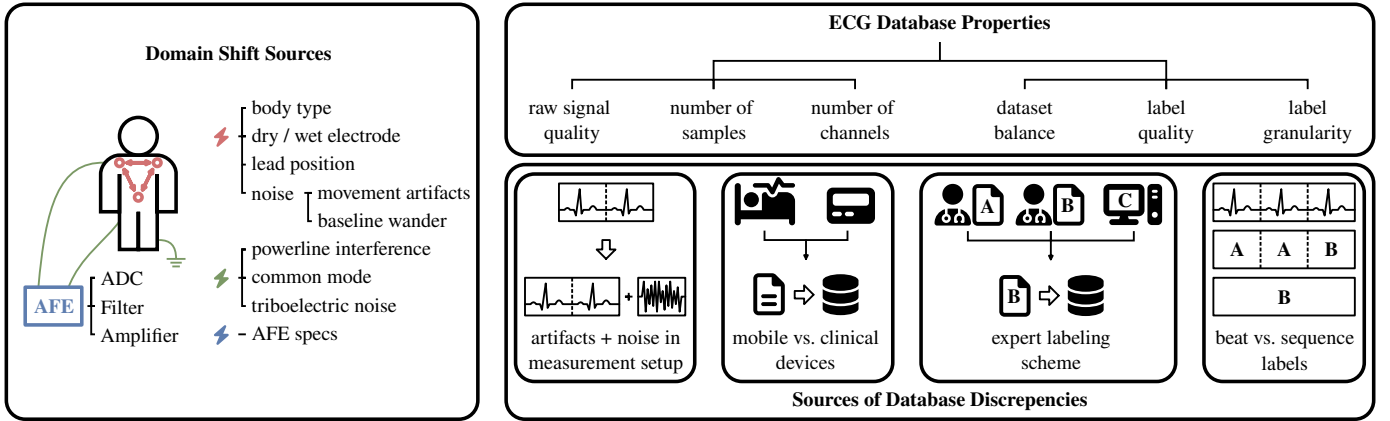 Domain Shift Sources
body type
dry / wet electrode
lead position
noise
movement artifacts
baseline wander
powerline interference
common mode
triboelectric noise
AFE specs
AFE
ADC
Filter
Amplifier
ECG Database Properties
raw signal
quality
number of
samples
number of
channels
dataset
balance
label
quality
label
granularity
+
artifacts + noise in
measurement setup
mobile vs. clinical
devices
A
B
C
B
expert labeling
scheme
A A B
B
beat vs. sequence
labels
Sources of Database Discrepencies